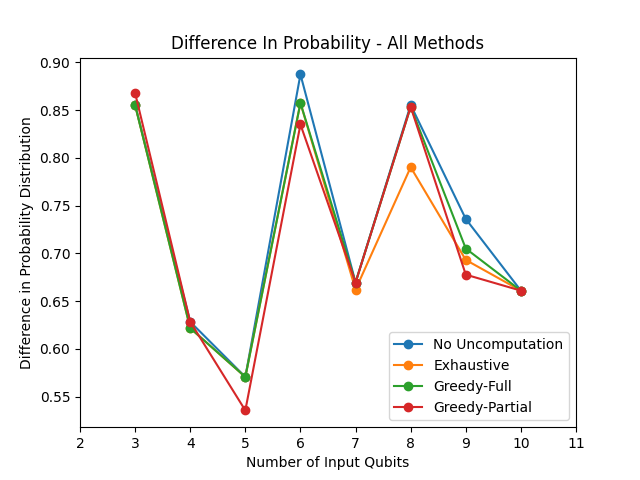 Difference In Probability - All Methods
Difference in Probability Distribution
0.90
0.85
0.80
0.75
0.70
0.65
0.60
0.55
2 3 4 5 6 7 8 9 10 11
Number of Input Qubits
No Uncomputation
Exhaustive
Greedy-Full
Greedy-Partial